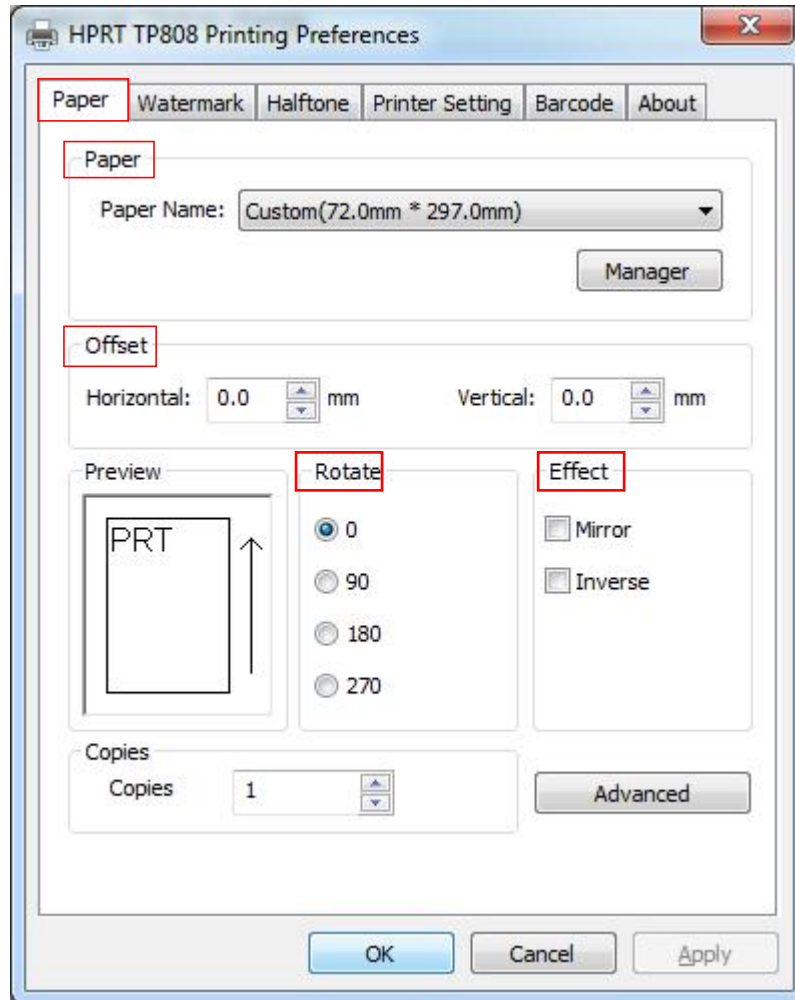 HPRT TP808 Printing Preferences
Paper Watermark Halftone Printer Setting Barcode About
Paper
Paper Name: Custom(72.0mm * 297.0mm)
Manager
Offset
Horizontal: 0.0 mm Vertical: 0.0 mm
Preview
PRT
Rotate
0
90
180
270
Effect
Mirror
Inverse
Copies
Copies 1
Advanced
OK Cancel Apply